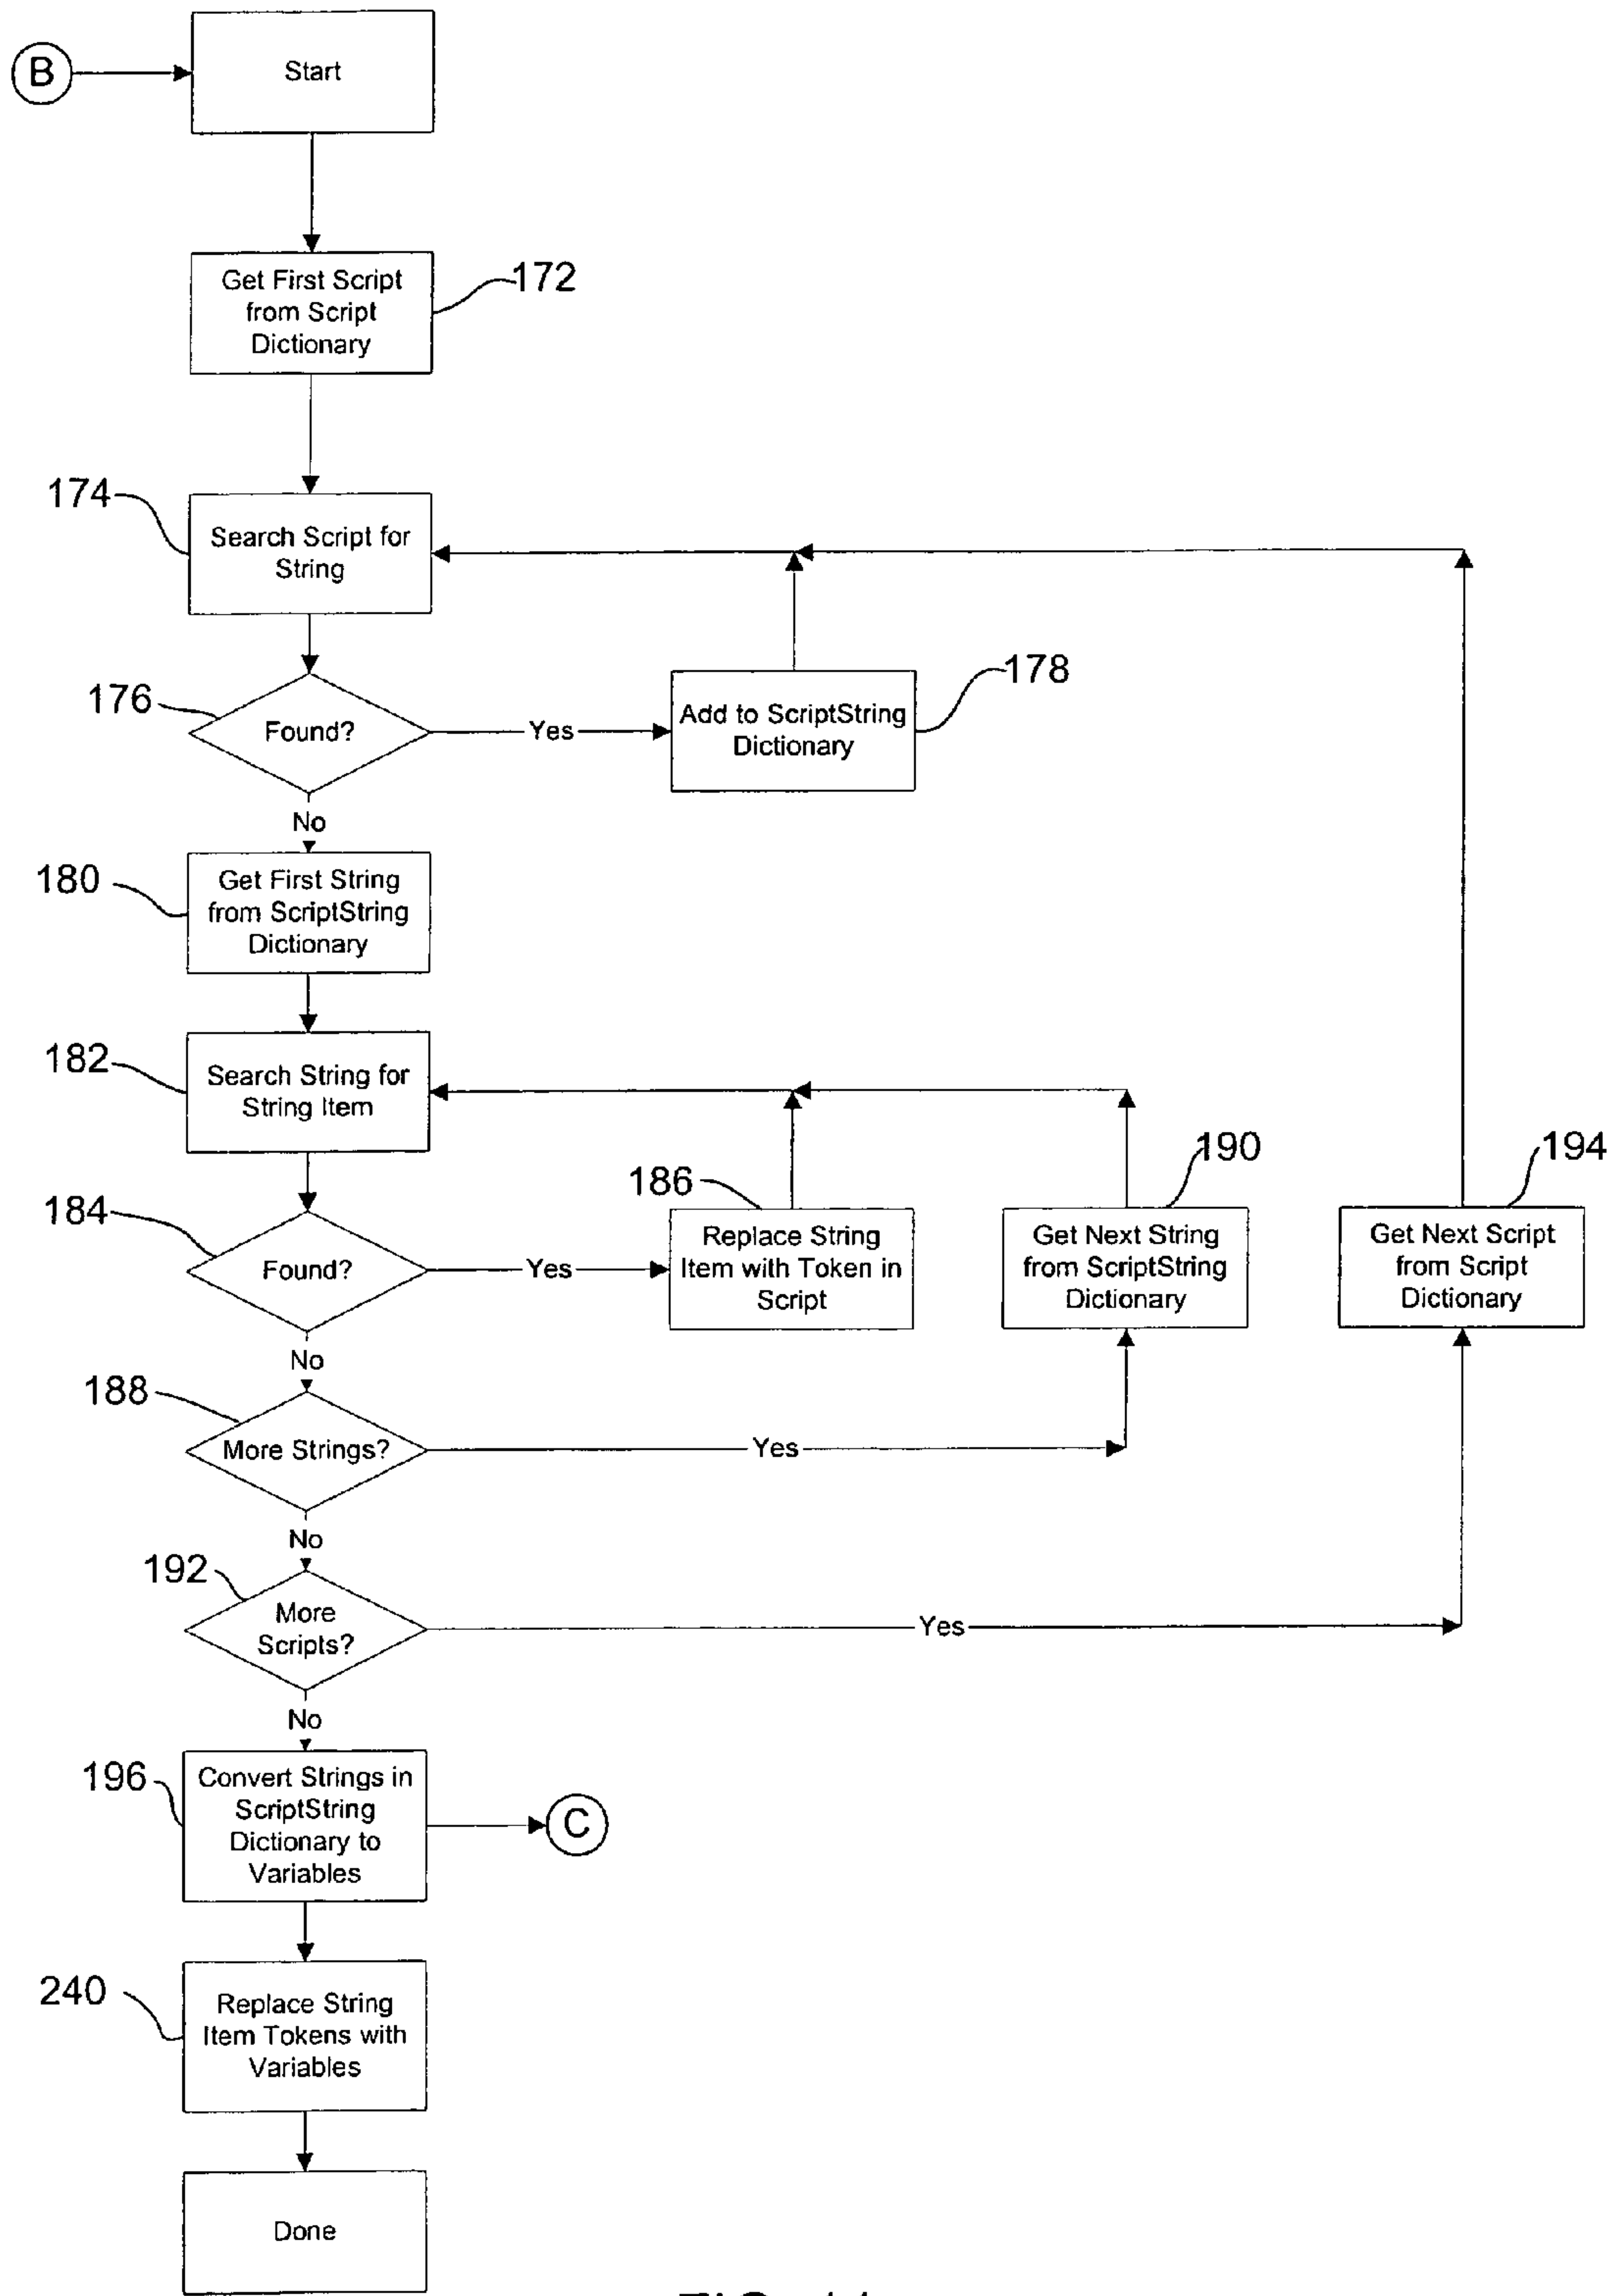 B
Start
Get First Script
from Script
Dictionary
172
174
Search Script for
String
176
Found?
Yes
Add to ScriptString
Dictionary
178
No
180
Get First String
from ScriptString
Dictionary
182
Search String for
String Item
184
Found?
Yes
186
Replace String
Item with Token in
Script
190
Get Next String
from ScriptString
Dictionary
194
Get Next Script
from Script
Dictionary
No
188
More Strings?
Yes
No
192
More
Scripts?
Yes
No
196
Convert Strings in
ScriptString
Dictionary to
Variables
C
240
Replace String
Item Tokens with
Variables
Done